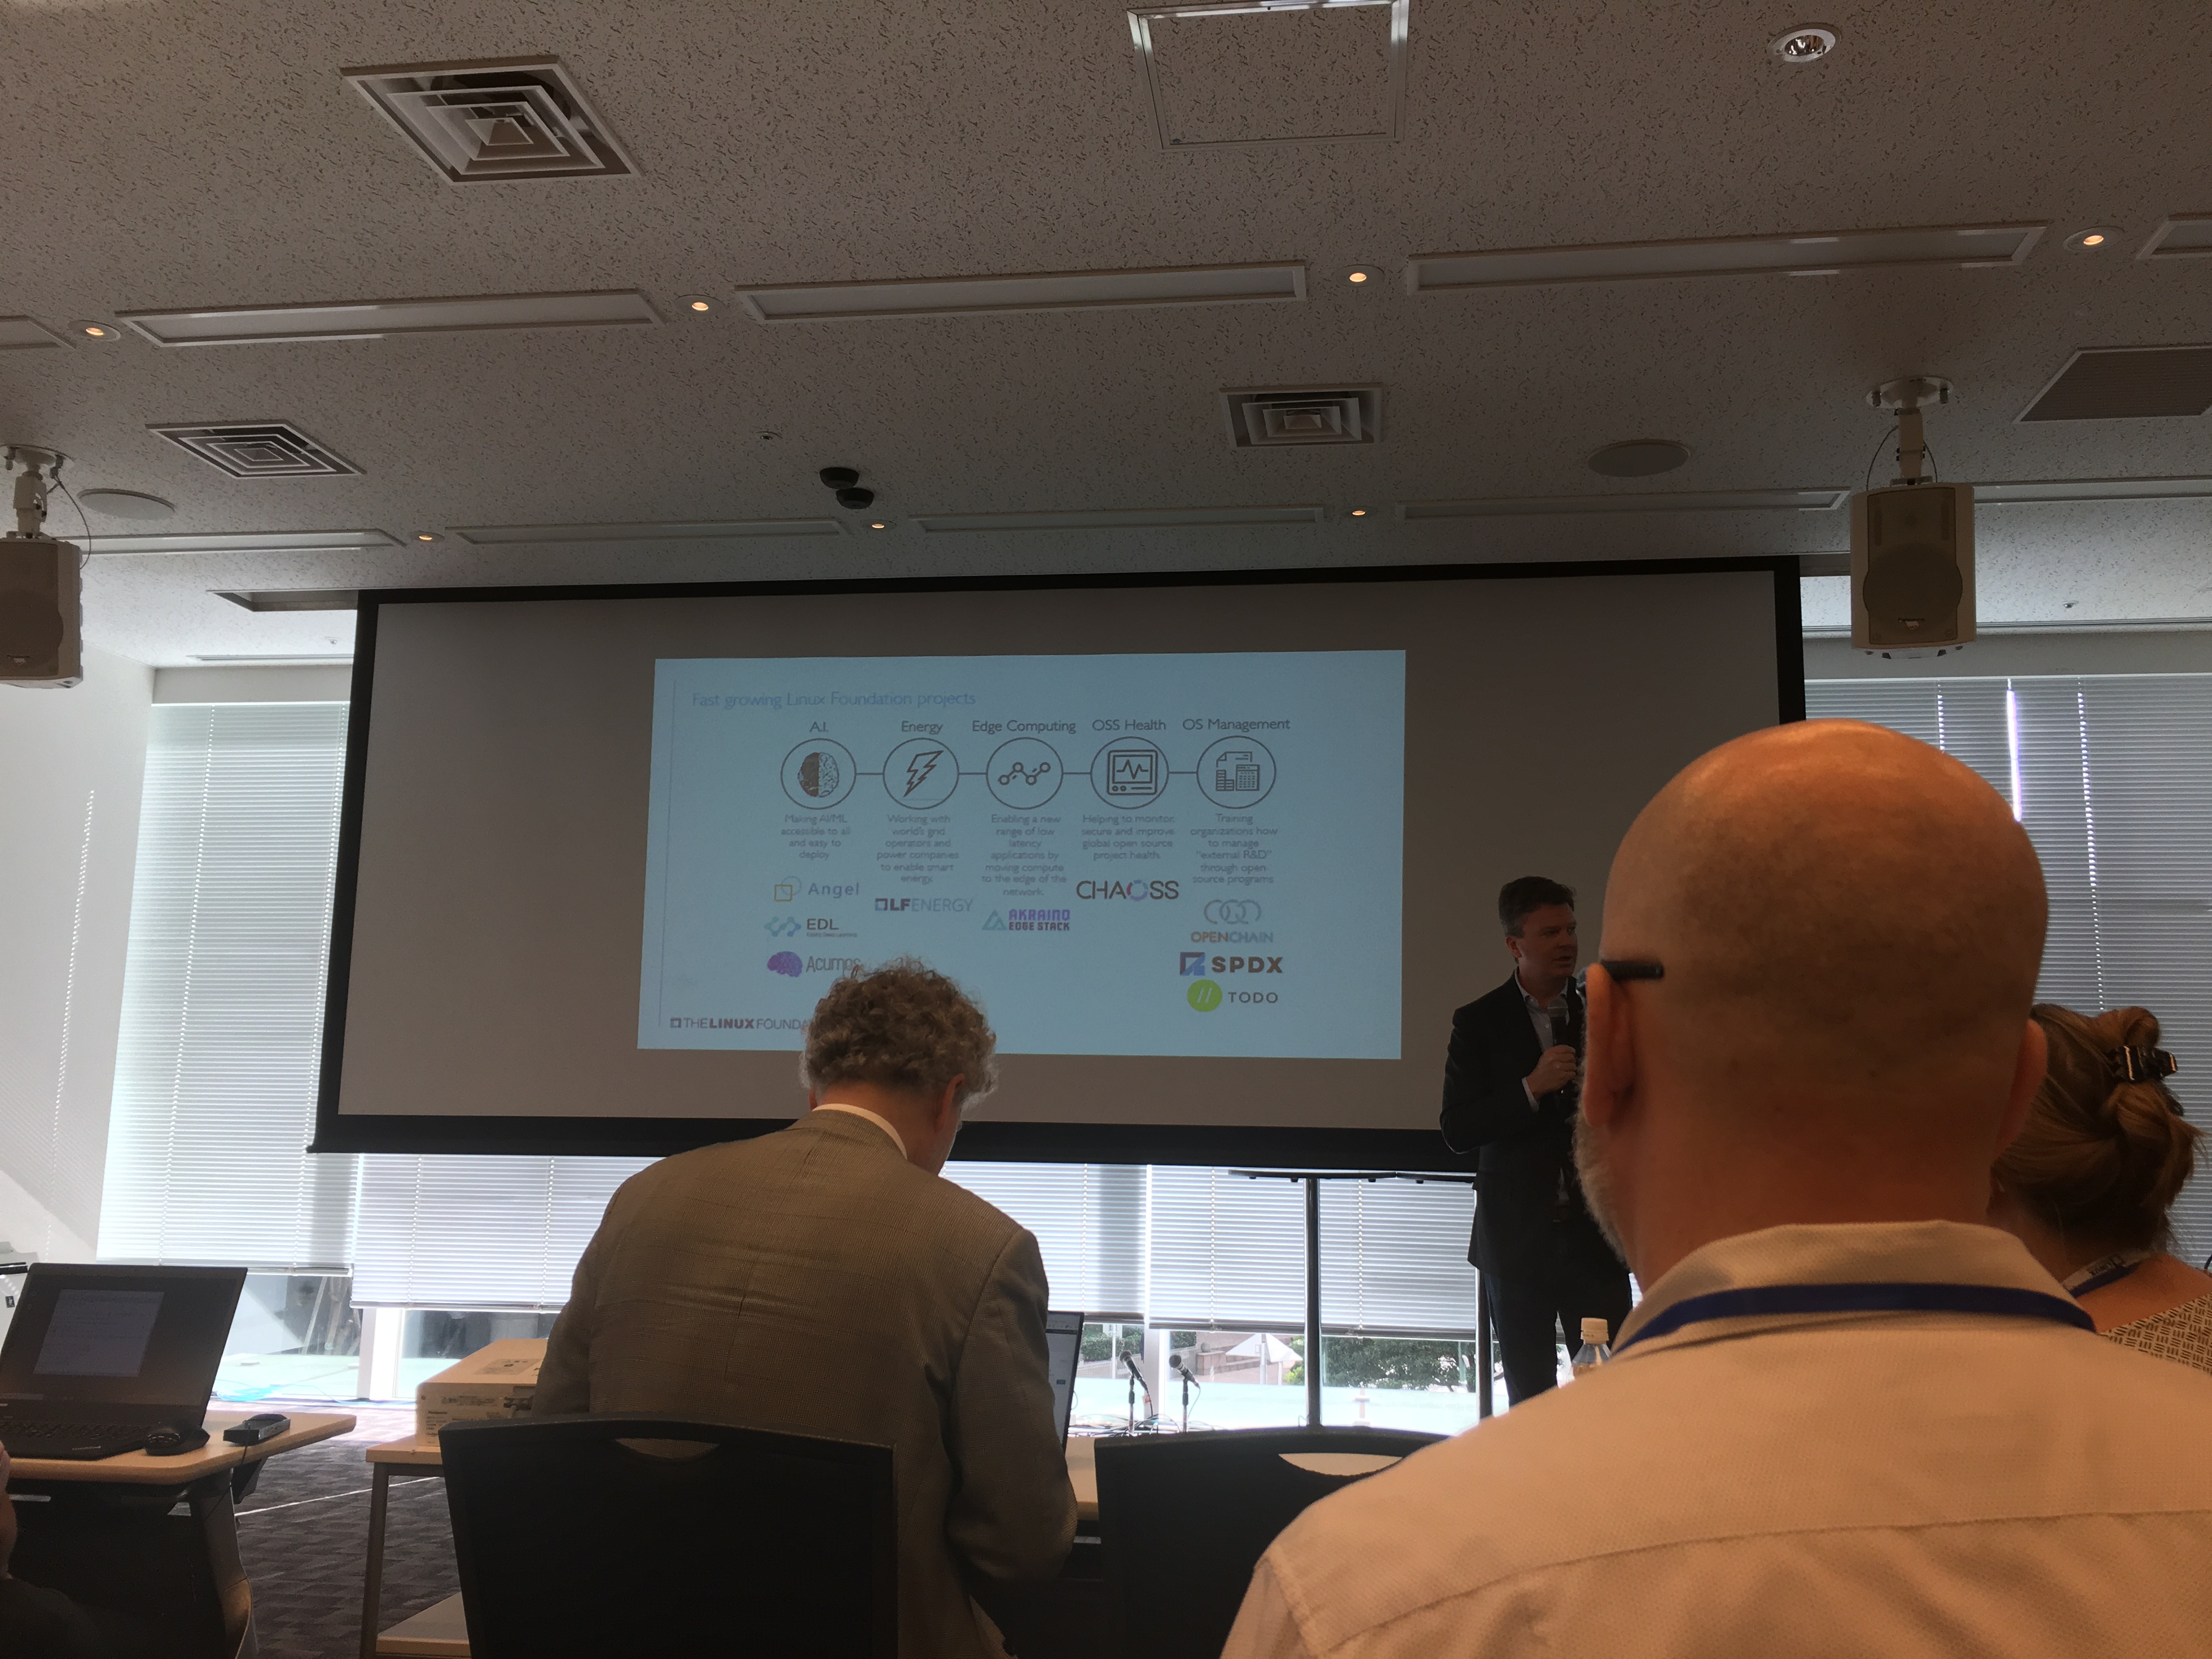 Fast growing Linux Foundation projects
A.I.
Energy
Edge Computing
OSS Health
OS Management
Making AI/ML
accessible to all
and easy to
deploy
Working with
world's grid
operators and
power companies
to enable smart
energy.
Enabling a new
range of low
latency
applications by
moving compute
to the edge of the
network.
Helping to monitor,
secure and improve
global open source
project health.
Training
organizations how
to manage
"external R&D"
through open
source programs
Angel
EDL
Acumos
LFENERGY
AKRAINO
EDGE STACK
CHAOSS
OPENCHAIN
SPDX
// TODO
THE LINUX